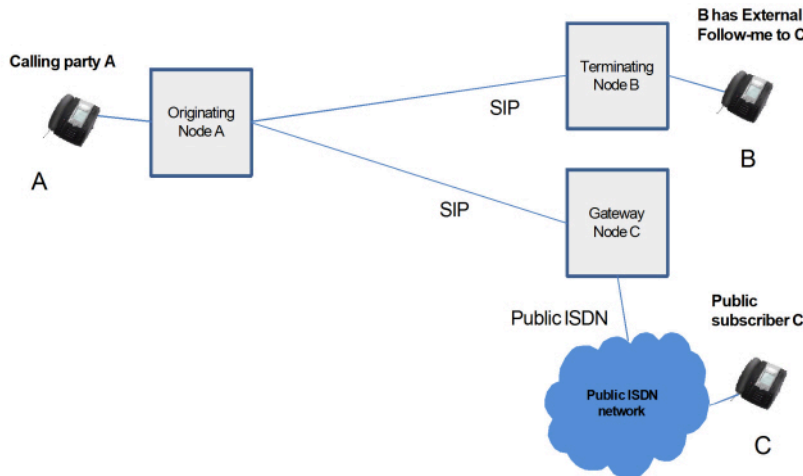 B has External
Follow-me to C
Calling party A
Originating
Node A
Terminating
Node B
SIP
A
B
SIP
Gateway
Node C
Public ISDN
Public
subscriber C
Public ISDN
network
C